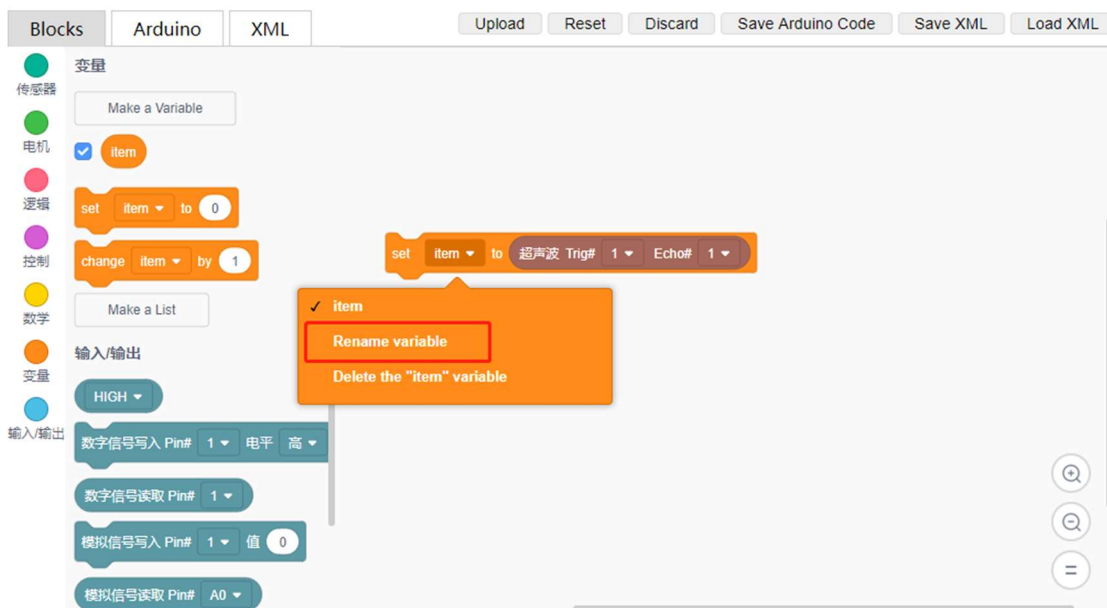 Blocks Arduino XML Upload Reset Discard Save Arduino Code Save XML Load XML
传感器
电机
逻辑
控制
数学
变量
输入/输出
变量
Make a Variable
item
set item to 0
change item by 1
Make a List
输入/输出
HIGH
数字信号写入 Pin# 1 电平 高
数字信号读取 Pin# 1
模拟信号写入 Pin# 1 值 0
模拟信号读取 Pin# A0
set item to 超声波 Trig# 1 Echo# 1
✓ item
Rename variable
Delete the "item" variable